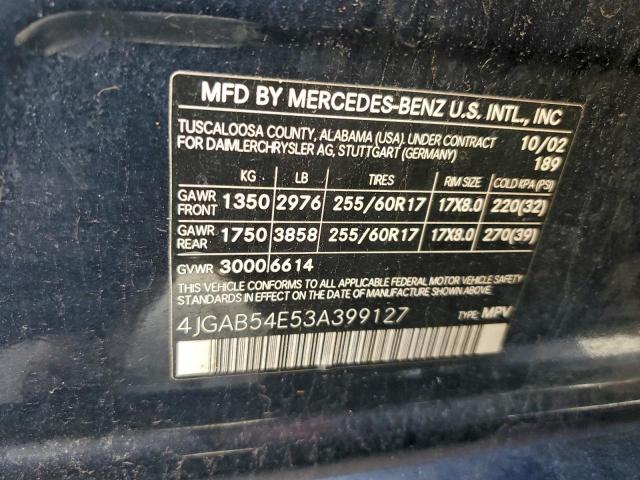 MFD BY MERCEDES-BENZ U.S. INTL., INC
TUSCALOOSA COUNTY, ALABAMA (USA). UNDER CONTRACT 10/02
FOR DAIMLERCHRYSLER AG, STUTTGART (GERMANY) 189
KG LB TIRES RIM SIZE COLD KPA (PSI)
GAWR FRONT 1350 2976 255/60R17 17X8.0 220(32)
GAWR REAR 1750 3858 255/60R17 17X8.0 270(39)
GVWR 3000 6614
THIS VEHICLE CONFORMS TO ALL APPLICABLE FEDERAL MOTOR VEHICLE SAFETY
STANDARDS IN EFFECT ON THE DATE OF MANUFACTURE SHOWN ABOVE.
4JGAB54E53A399127 TYPE: MPV